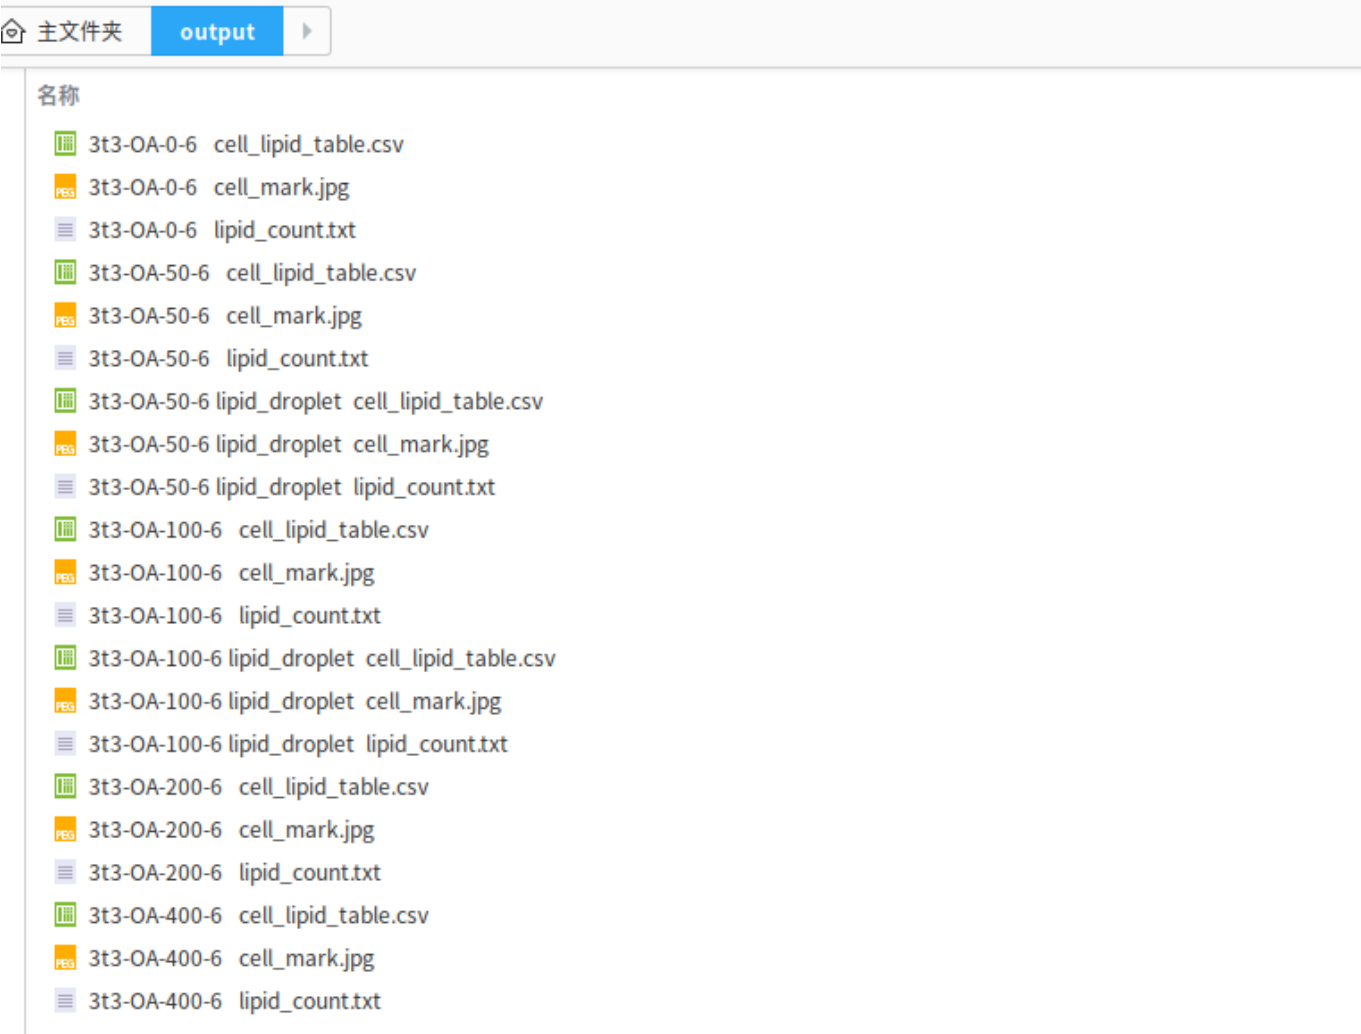 主文件夹 output
名称
3t3-OA-0-6 cell_lipid_table.csv
PEG 3t3-OA-0-6 cell_mark.jpg
3t3-OA-0-6 lipid_count.txt
3t3-OA-50-6 cell_lipid_table.csv
PEG 3t3-OA-50-6 cell_mark.jpg
3t3-OA-50-6 lipid_count.txt
3t3-OA-50-6 lipid_droplet cell_lipid_table.csv
PEG 3t3-OA-50-6 lipid_droplet cell_mark.jpg
3t3-OA-50-6 lipid_droplet lipid_count.txt
3t3-OA-100-6 cell_lipid_table.csv
PEG 3t3-OA-100-6 cell_mark.jpg
3t3-OA-100-6 lipid_count.txt
3t3-OA-100-6 lipid_droplet cell_lipid_table.csv
PEG 3t3-OA-100-6 lipid_droplet cell_mark.jpg
3t3-OA-100-6 lipid_droplet lipid_count.txt
3t3-OA-200-6 cell_lipid_table.csv
PEG 3t3-OA-200-6 cell_mark.jpg
3t3-OA-200-6 lipid_count.txt
3t3-OA-400-6 cell_lipid_table.csv
PEG 3t3-OA-400-6 cell_mark.jpg
3t3-OA-400-6 lipid_count.txt